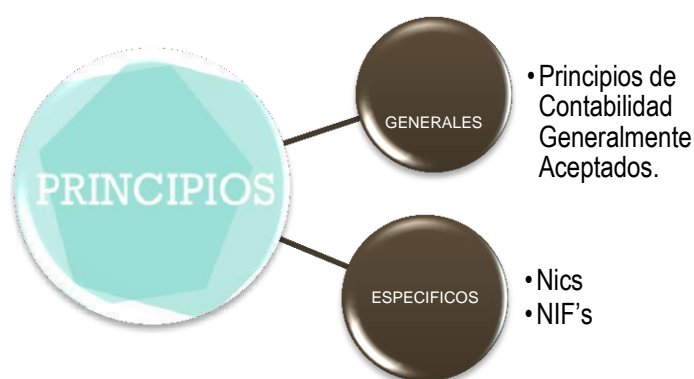 PRINCIPIOS
GENERALES
•Principios de
Contabilidad
Generalmente
Aceptados.
ESPECIFICOS
•Nics
•NIF’s